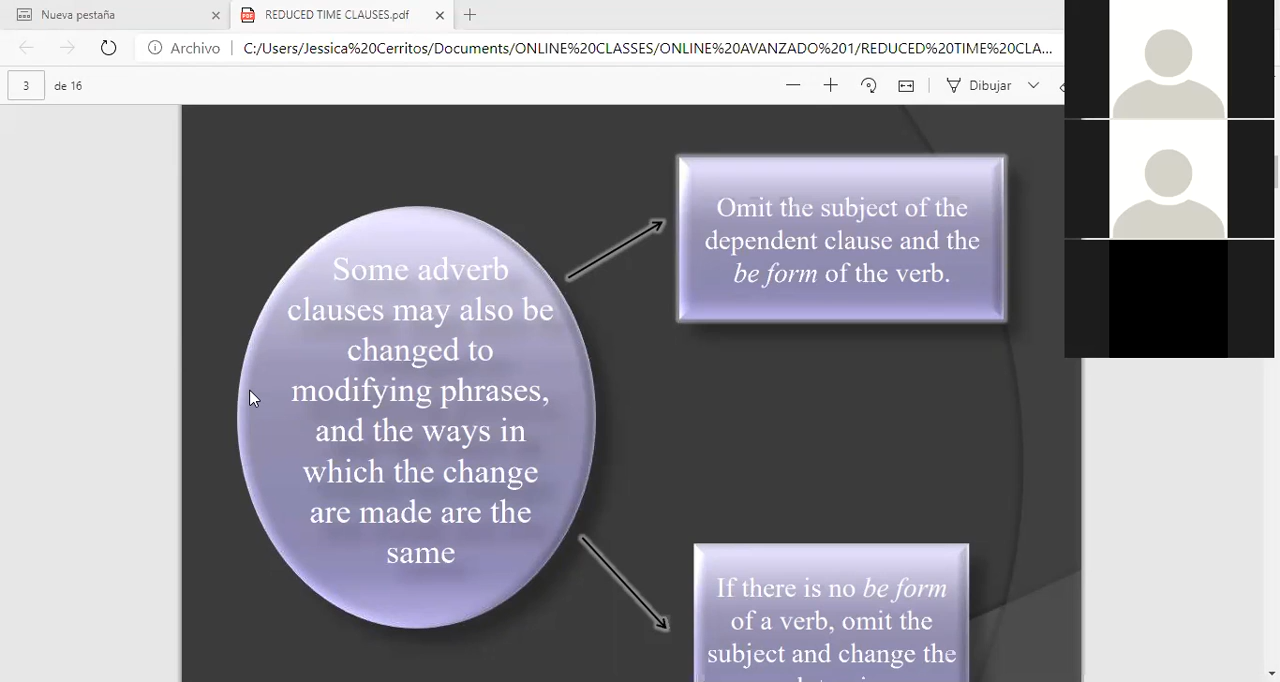 Nueva pestaña
REDUCED TIME CLAUSES.pdf
Archivo
C:/Users/Jessica%20Cerritos/Documents/ONLINE%20CLASSES/ONLINE%20AVANZADO%201/REDUCED%20TIME%20CLA...
3 de 16
Dibujar
Some adverb
clauses may also be
changed to
modifying phrases,
and the ways in
which the change
are made are the
same
Omit the subject of the
dependent clause and the
be form of the verb.
If there is no be form
of a verb, omit the
subject and change the